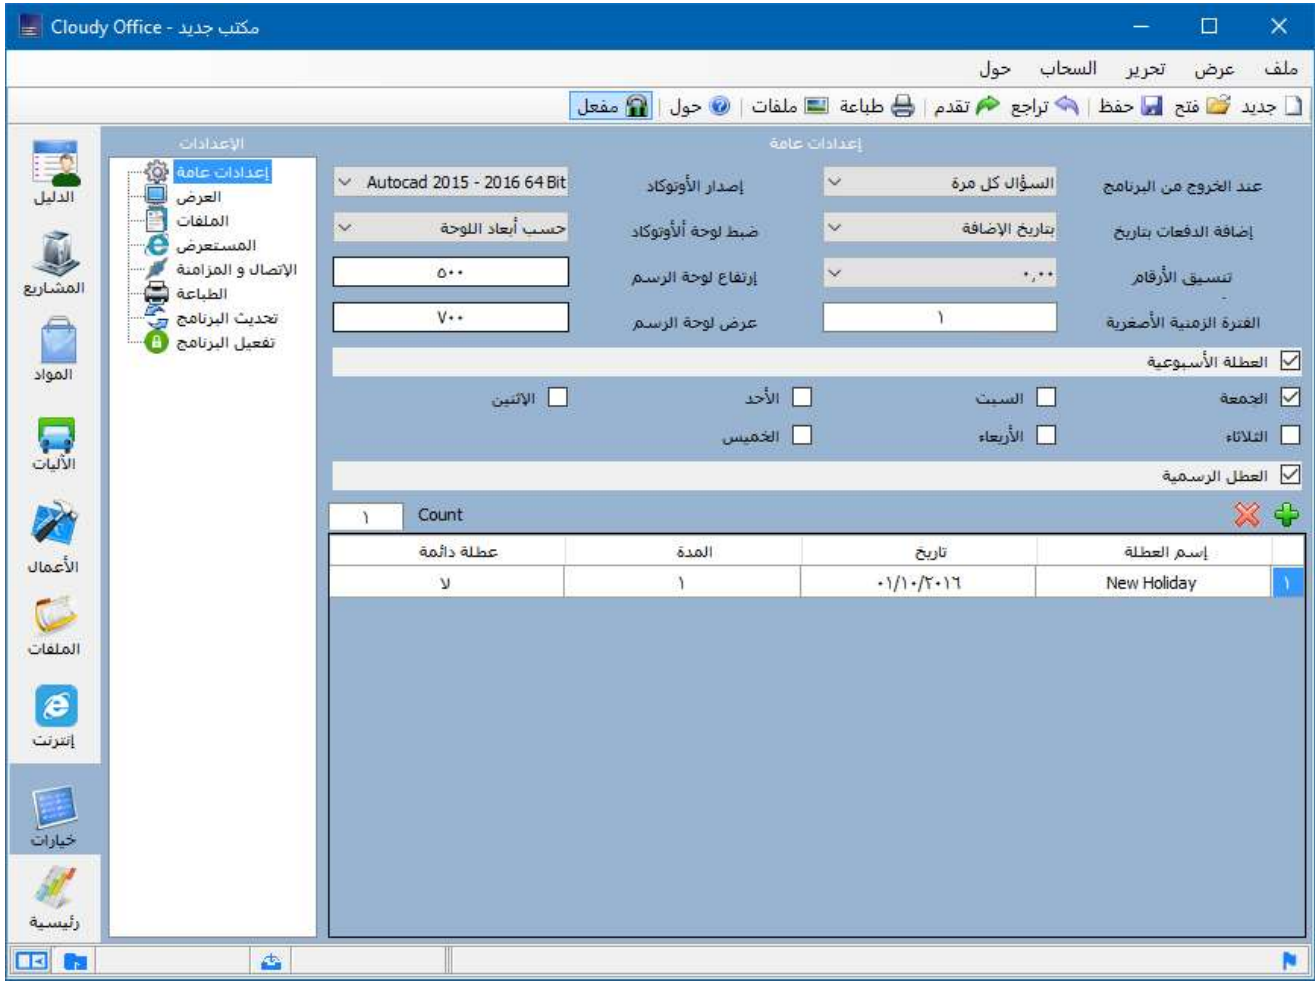 Cloudy Office - مكتب جديد
ملف عرض تحرير السحاب حول
جديد فتح حفظ تراجع تقدم طباعة ملفات حول مفعل
إعدادات عامة
عند الخروج من البرنامج السؤال كل مرة إصدار الأوتوكاد Autocad 2015 - 2016 64 Bit
إضافة الدفعات بتاريخ بتاريخ الإضافة ضبط لوحة ألأوتوكاد حسب أبعاد اللوحة
تنسيق الأرقام ٠,٠٠ إرتفاع لوحة الرسم ٥٠٠
الفترة الزمنية الأصغرية ١ عرض لوحة الرسم ٧٠٠
العطلة الأسبوعية
الجمعة السبت الأحد الإثنين
الثلاثاء الأربعاء الخميس
العطل الرسمية
Count ١
إسم العطلة تاريخ المدة عطلة دائمة
١ New Holiday ٠١/١٠/٢٠١٦ ١ لا
الإعدادات
إعدادات عامة
العرض
الملفات
المستعرض
الإتصال و المزامنة
الطباعة
تحديث البرنامج
تفعيل البرنامج
الدليل
المشاريع
المواد
الأليات
الأعمال
الملفات
إنترنت
خيارات
رئيسية